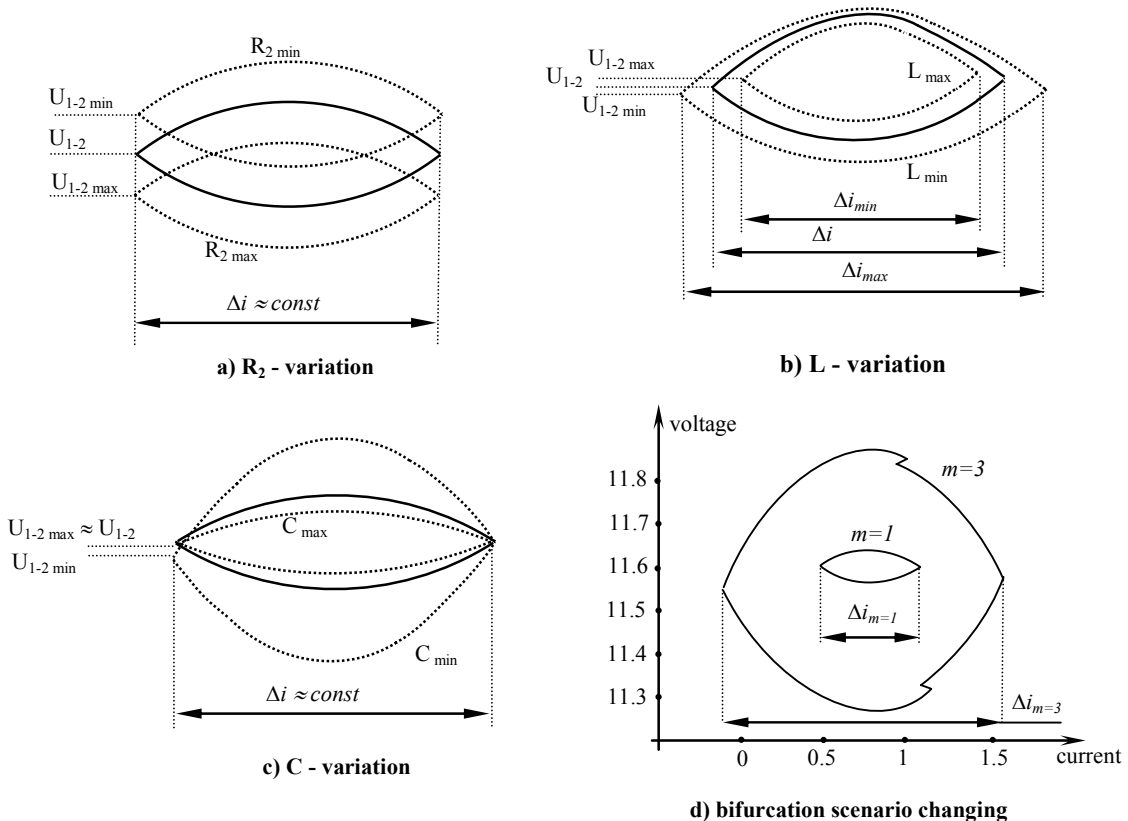 R2 min
U1-2 min
U1-2
U1-2 max
R2 max
Δi ≈ const
a) R2 - variation
U1-2 max
U1-2
U1-2 min
L max
L min
Δimin
Δi
Δimax
b) L - variation
U1-2 max ≈ U1-2
U1-2 min
C max
C min
Δi ≈ const
c) C - variation
voltage
11.8
11.7
11.6
11.5
11.4
11.3
m=3
m=1
Δim=1
Δim=3
0 0.5 1 1.5 current
d) bifurcation scenario changing